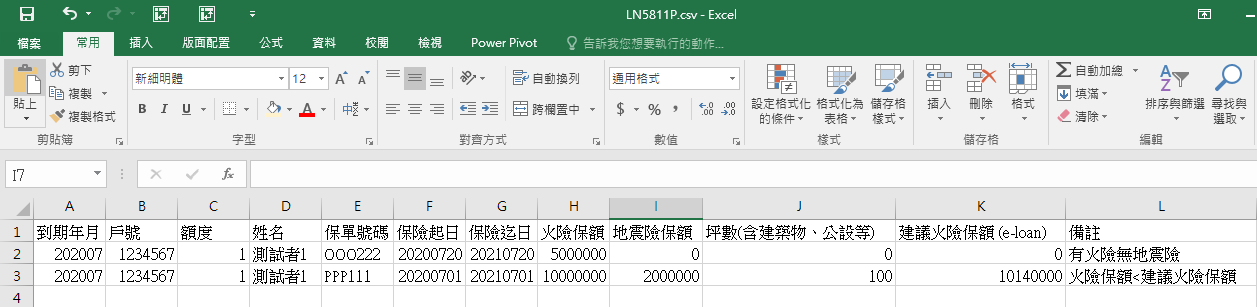 LN5811P.csv - Excel
檔案 常用 插入 版面配置 公式 資料 校閱 檢視 Power Pivot 告訴我您想要執行的動作...
貼上 剪下 複製 複製格式 剪貼簿
新細明體 12 B I U 中文 字型
自動換列 跨欄置中 對齊方式
通用格式 $ % , 數值
設定格式化的條件 格式化為表格 儲存格樣式 樣式
插入 刪除 格式 儲存格
自動加總 填滿 清除 排序與篩選 尋找與選取 編輯
I7 fx
A B C D E F G H I J K L
1 到期年月 戶號 額度 姓名 保單號碼 保險起日 保險迄日 火險保額 地震險保額 坪數(含建築物、公設等) 建議火險保額 (e-loan) 備註
2 202007 1234567 1 測試者1 OOO222 20200720 20210720 5000000 0 0 0 有火險無地震險
3 202007 1234567 1 測試者1 PPP111 20200701 20210701 10000000 2000000 100 10140000 火險保額<建議火險保額
4